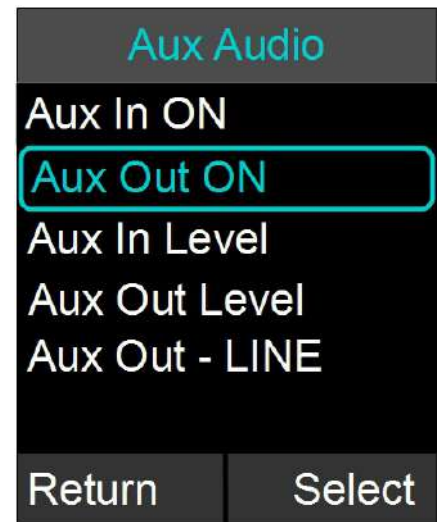 Aux Audio
Aux In ON
Aux Out ON
Aux In Level
Aux Out Level
Aux Out - LINE
Return Select